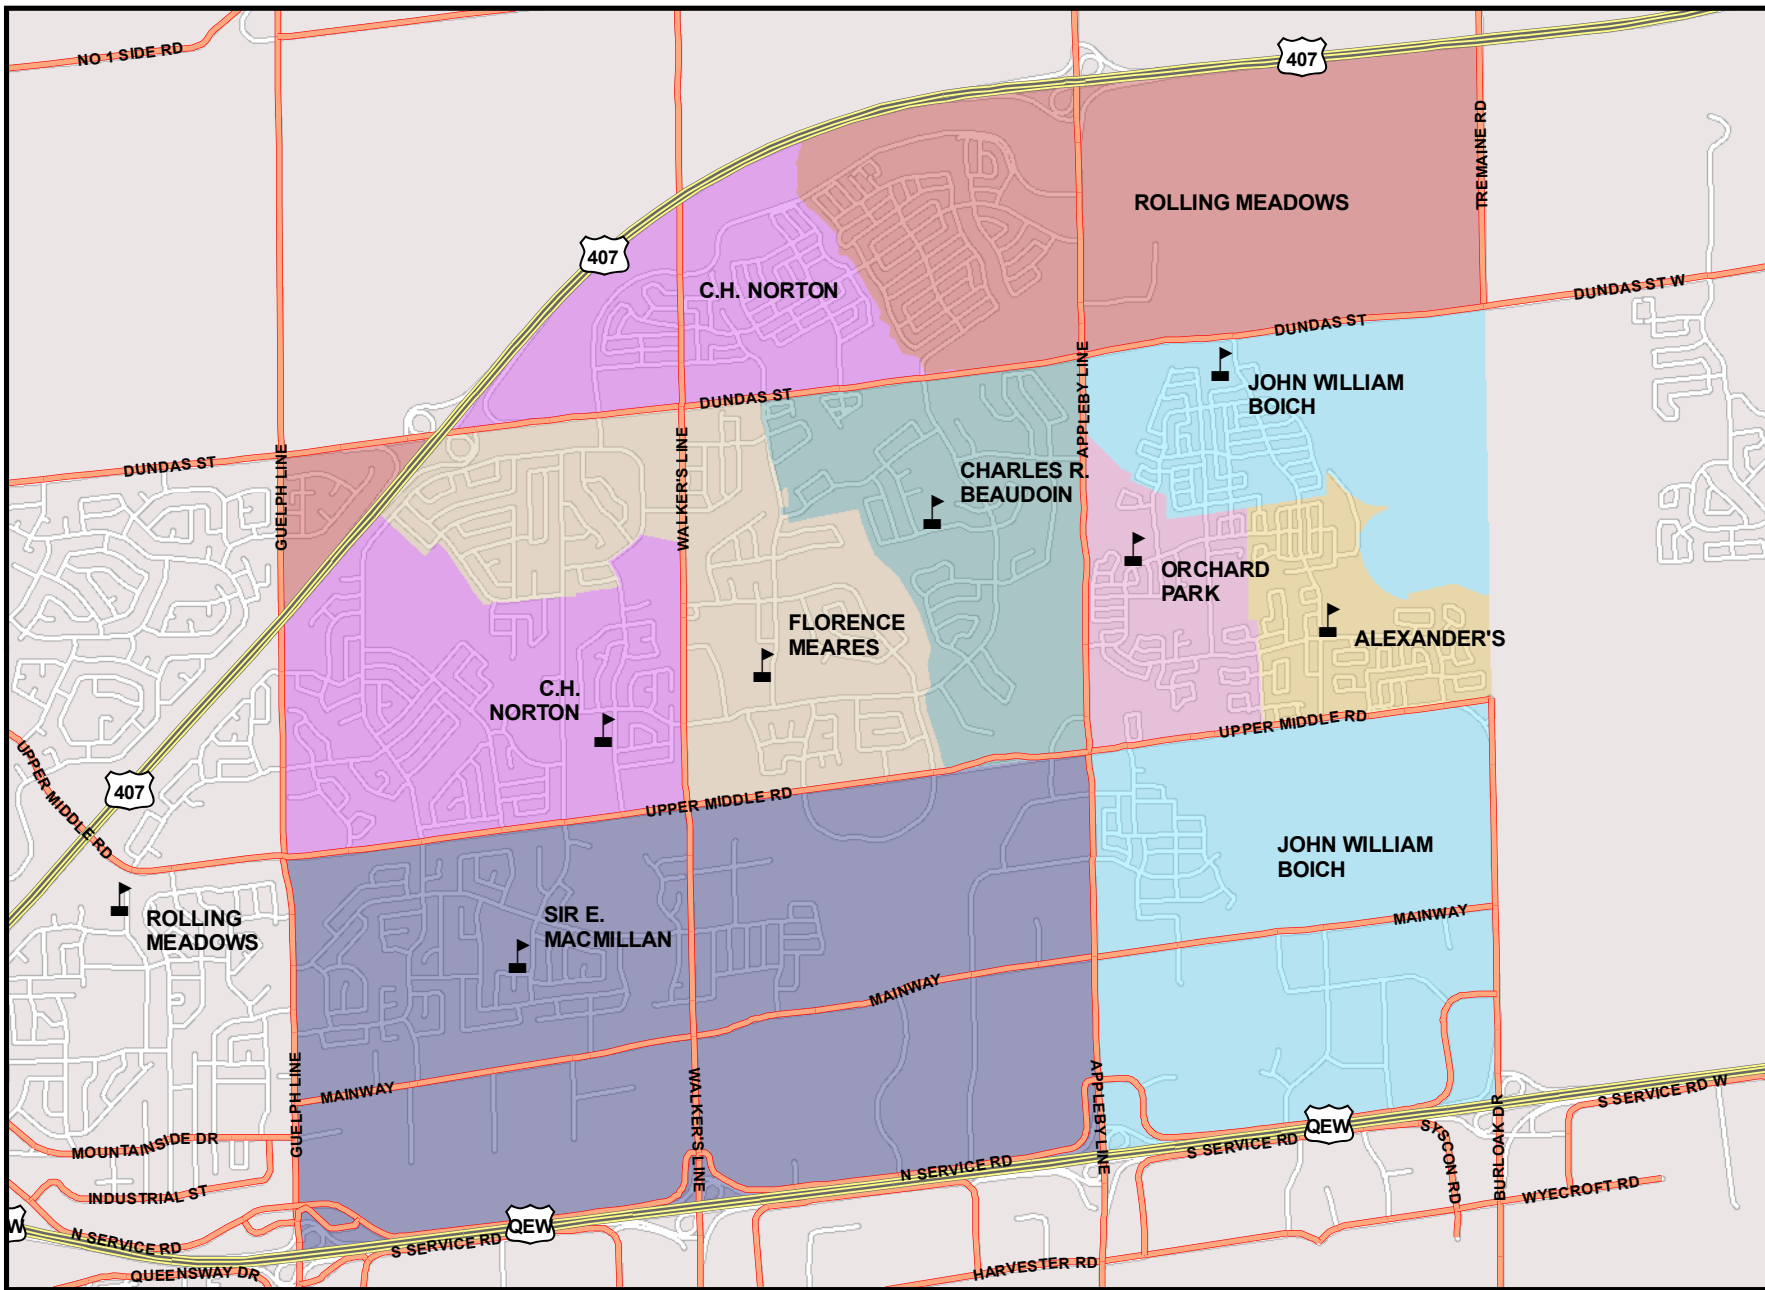 NO 1 SIDE RD
407
TREMAINE RD
ROLLING MEADOWS
407
C.H. NORTON
DUNDAS ST W
DUNDAS ST
APPLEBY LINE
JOHN WILLIAM
BOICH
DUNDAS ST
WALKER'S LINE
GUELPH LINE
DUNDAS ST
CHARLES R.
BEAUDOIN
ORCHARD
PARK
FLORENCE
MEARES
ALEXANDER'S
C.H.
NORTON
UPPER MIDDLE RD
UPPER MIDDLE RD
407
UPPER MIDDLE RD
JOHN WILLIAM
BOICH
ROLLING
MEADOWS
SIR E.
MACMILLAN
MAINWAY
MAINWAY
MAINWAY
GUELPH LINE
WALKER'S LINE
APPLEBY LINE
BURLOAK DR
S SERVICE RD W
QEW
SYSCON RD
S SERVICE RD
MOUNTAINSIDE DR
N SERVICE RD
INDUSTRIAL ST
WYECROFT RD
W
QEW
N SERVICE RD
S SERVICE RD
QUEENSWAY DR
HARVESTER RD